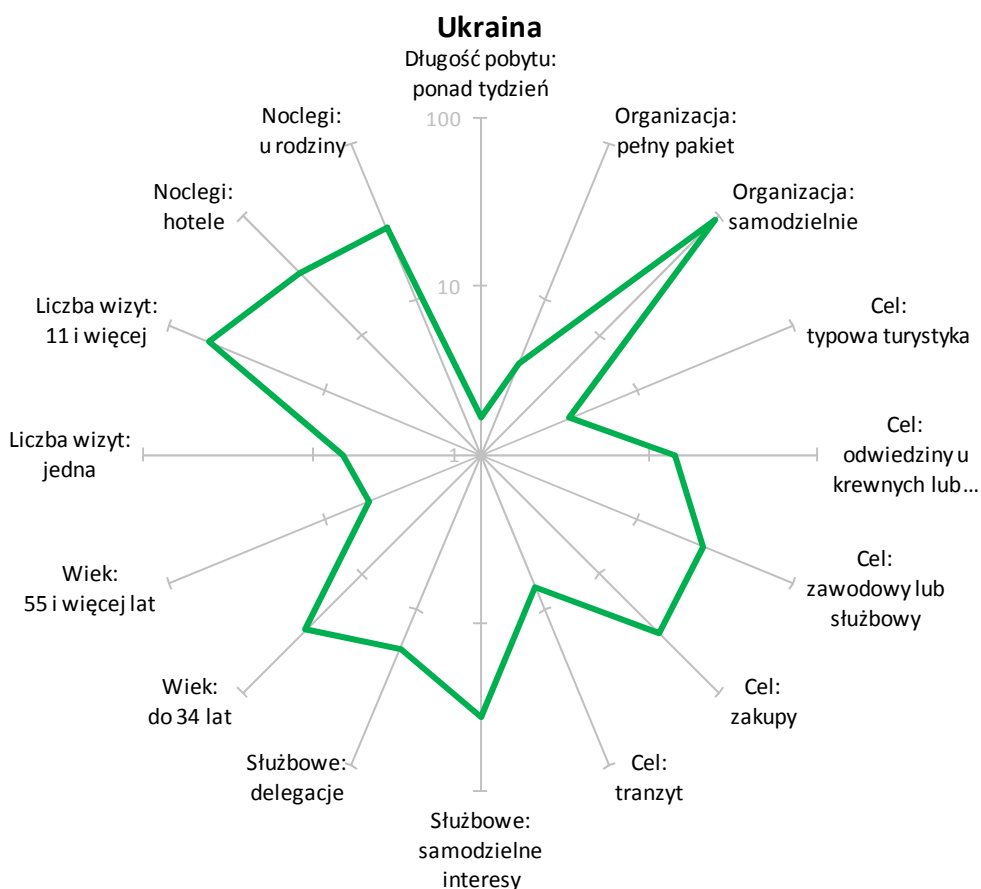 Ukraina
Długość pobytu:
ponad tydzień
Organizacja:
pełny pakiet
Organizacja:
samodzielnie
Cel:
typowa turystyka
Cel:
odwiedziny u
krewnych lub...
Cel:
zawodowy lub
służbowy
Cel:
zakupy
Cel:
tranzyt
Służbowe:
samodzielne
interesy
Służbowe:
delegacje
Wiek:
do 34 lat
Wiek:
55 i więcej lat
Liczba wizyt:
jedna
Liczba wizyt:
11 i więcej
Noclegi:
hotele
Noclegi:
u rodziny
100
10
1